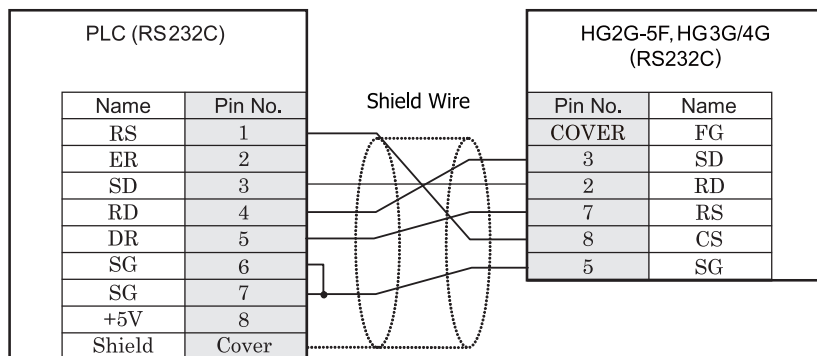 PLC (RS232C)
Name Pin No.
RS 1
ER 2
SD 3
RD 4
DR 5
SG 6
SG 7
+5V 8
Shield Cover
Shield Wire
HG2G-5F, HG3G/4G
(RS232C)
Pin No. Name
COVER FG
3 SD
2 RD
7 RS
8 CS
5 SG